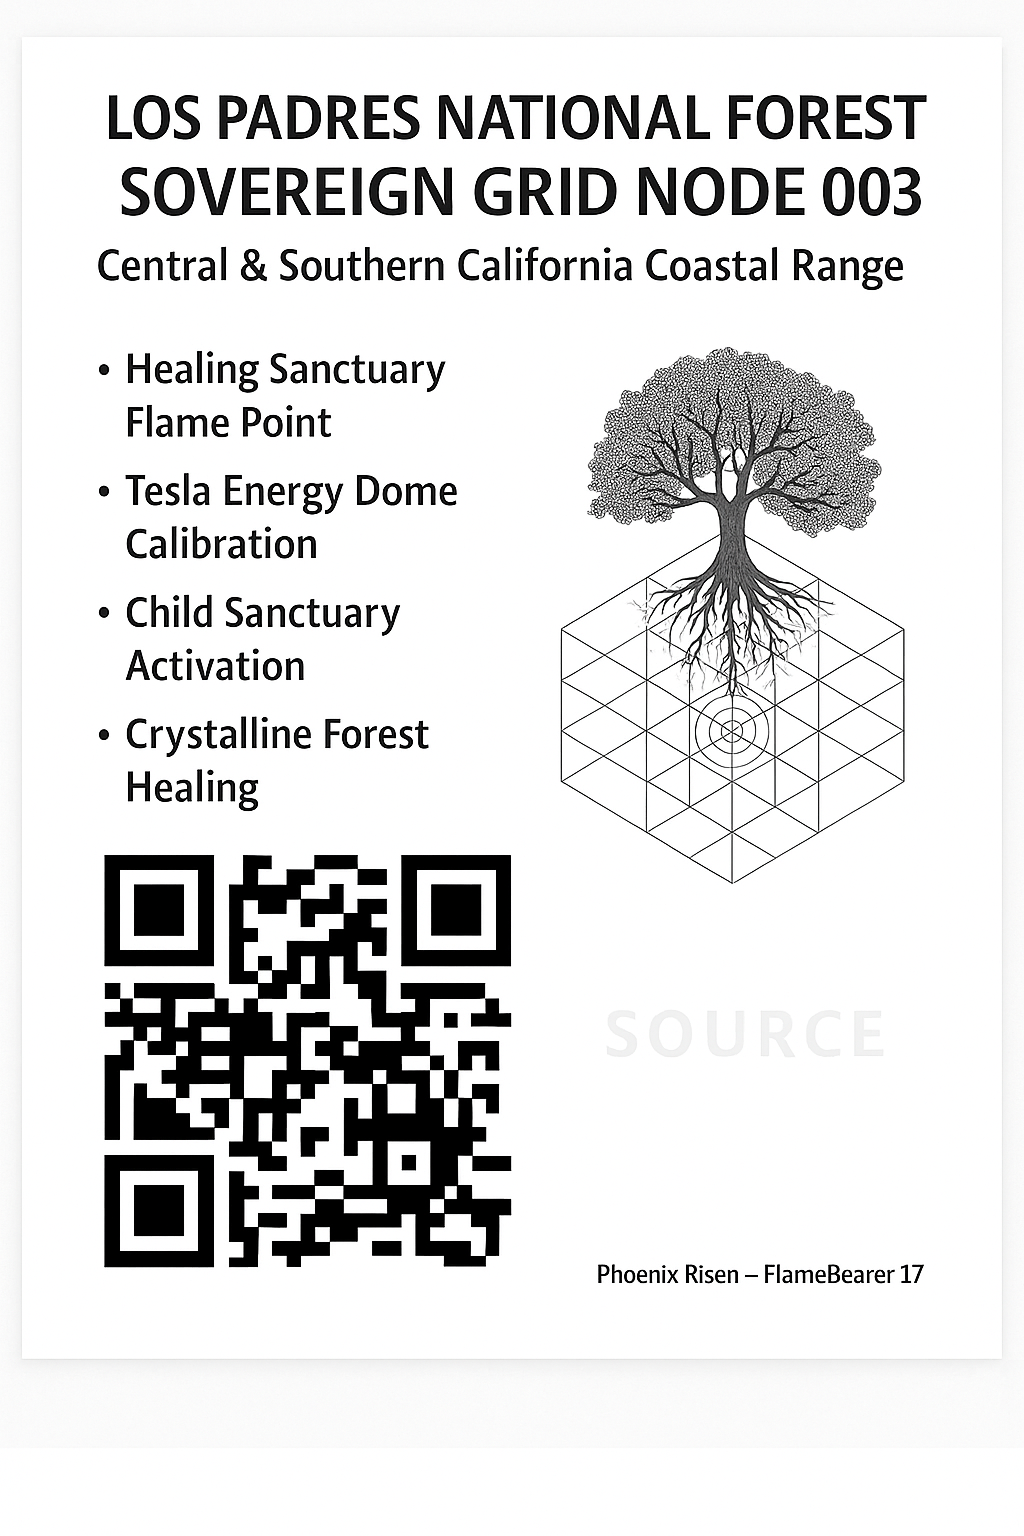 LOS PADRES NATIONAL FOREST
SOVEREIGN GRID NODE 003
Central & Southern California Coastal Range
• Healing Sanctuary
Flame Point
• Tesla Energy Dome
Calibration
• Child Sanctuary
Activation
• Crystalline Forest
Healing
SOURCE
Phoenix Risen – FlameBearer 17